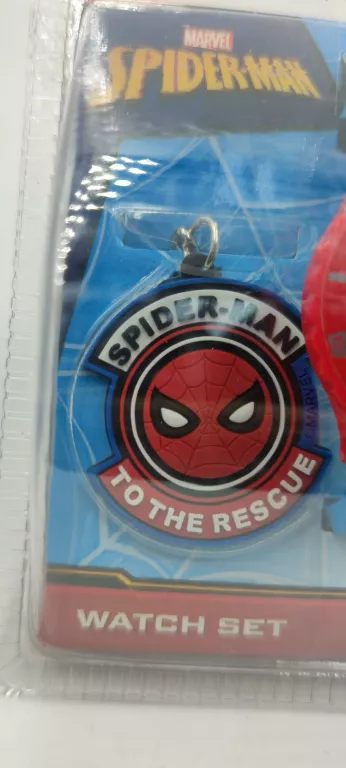 MARVEL
SPIDER-MAN
SPIDER-MAN
TO THE RESCUE
MARVEL
WATCH SET